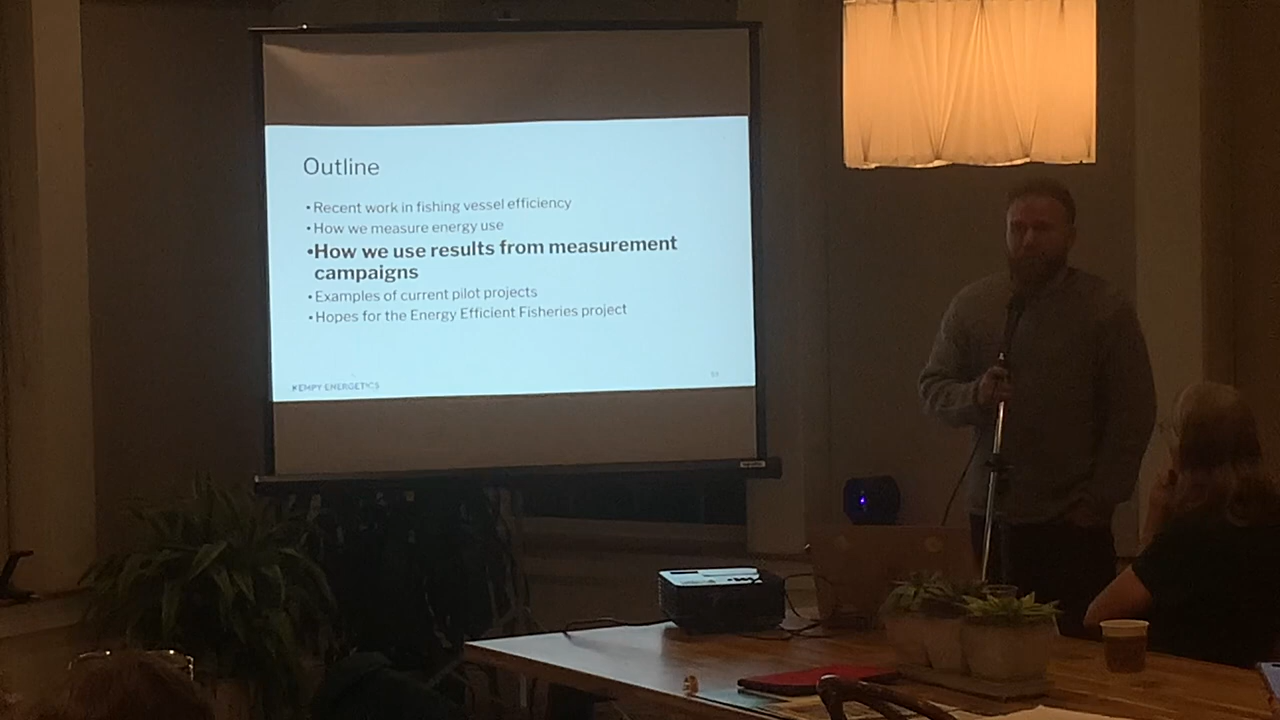 Outline
•Recent work in fishing vessel efficiency
•How we measure energy use
•How we use results from measurement
campaigns
•Examples of current pilot projects
•Hopes for the Energy Efficient Fisheries project
KEMPY ENERGETICS